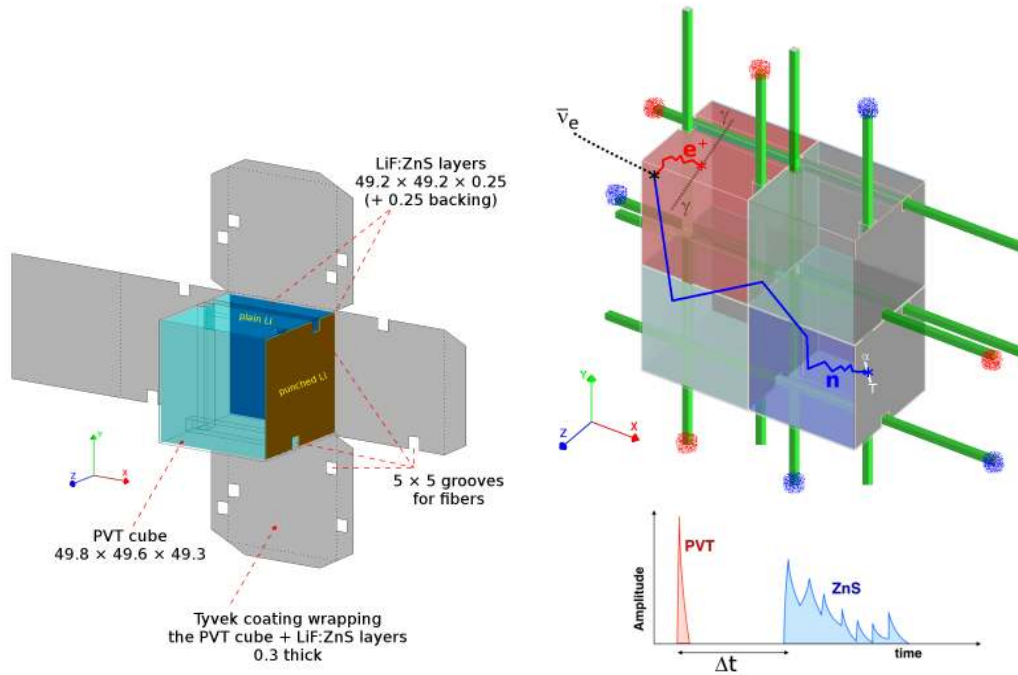 LiF:ZnS layers
49.2 × 49.2 × 0.25
(+ 0.25 backing)
plain Li
punched Li
Y
Z
X
5 × 5 grooves
for fibers
PVT cube
49.8 × 49.6 × 49.3
Tyvek coating wrapping
the PVT cube + LiF:ZnS layers
0.3 thick
ν̅e
e+
γ
γ
n
α
T
Y
Z
X
Amplitude
PVT
ZnS
time
Δt